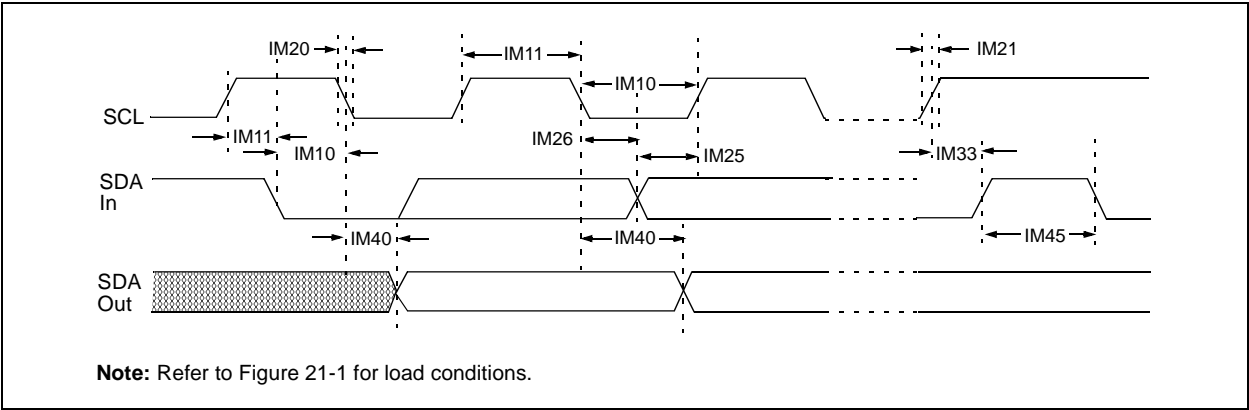 IM20 IM11 IM21
IM10
SCL
IM11 IM26 IM33
IM10 IM25
SDA
In
IM40 IM40 IM45
SDA
Out
Note: Refer to Figure 21-1 for load conditions.